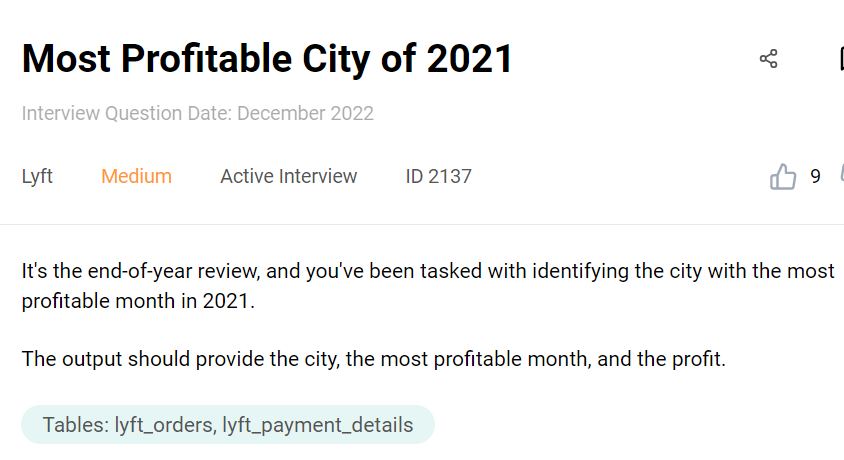 Most Profitable City of 2021
Interview Question Date: December 2022
Lyft Medium Active Interview ID 2137 9
It's the end-of-year review, and you've been tasked with identifying the city with the most
profitable month in 2021.
The output should provide the city, the most profitable month, and the profit.
Tables: lyft_orders, lyft_payment_details